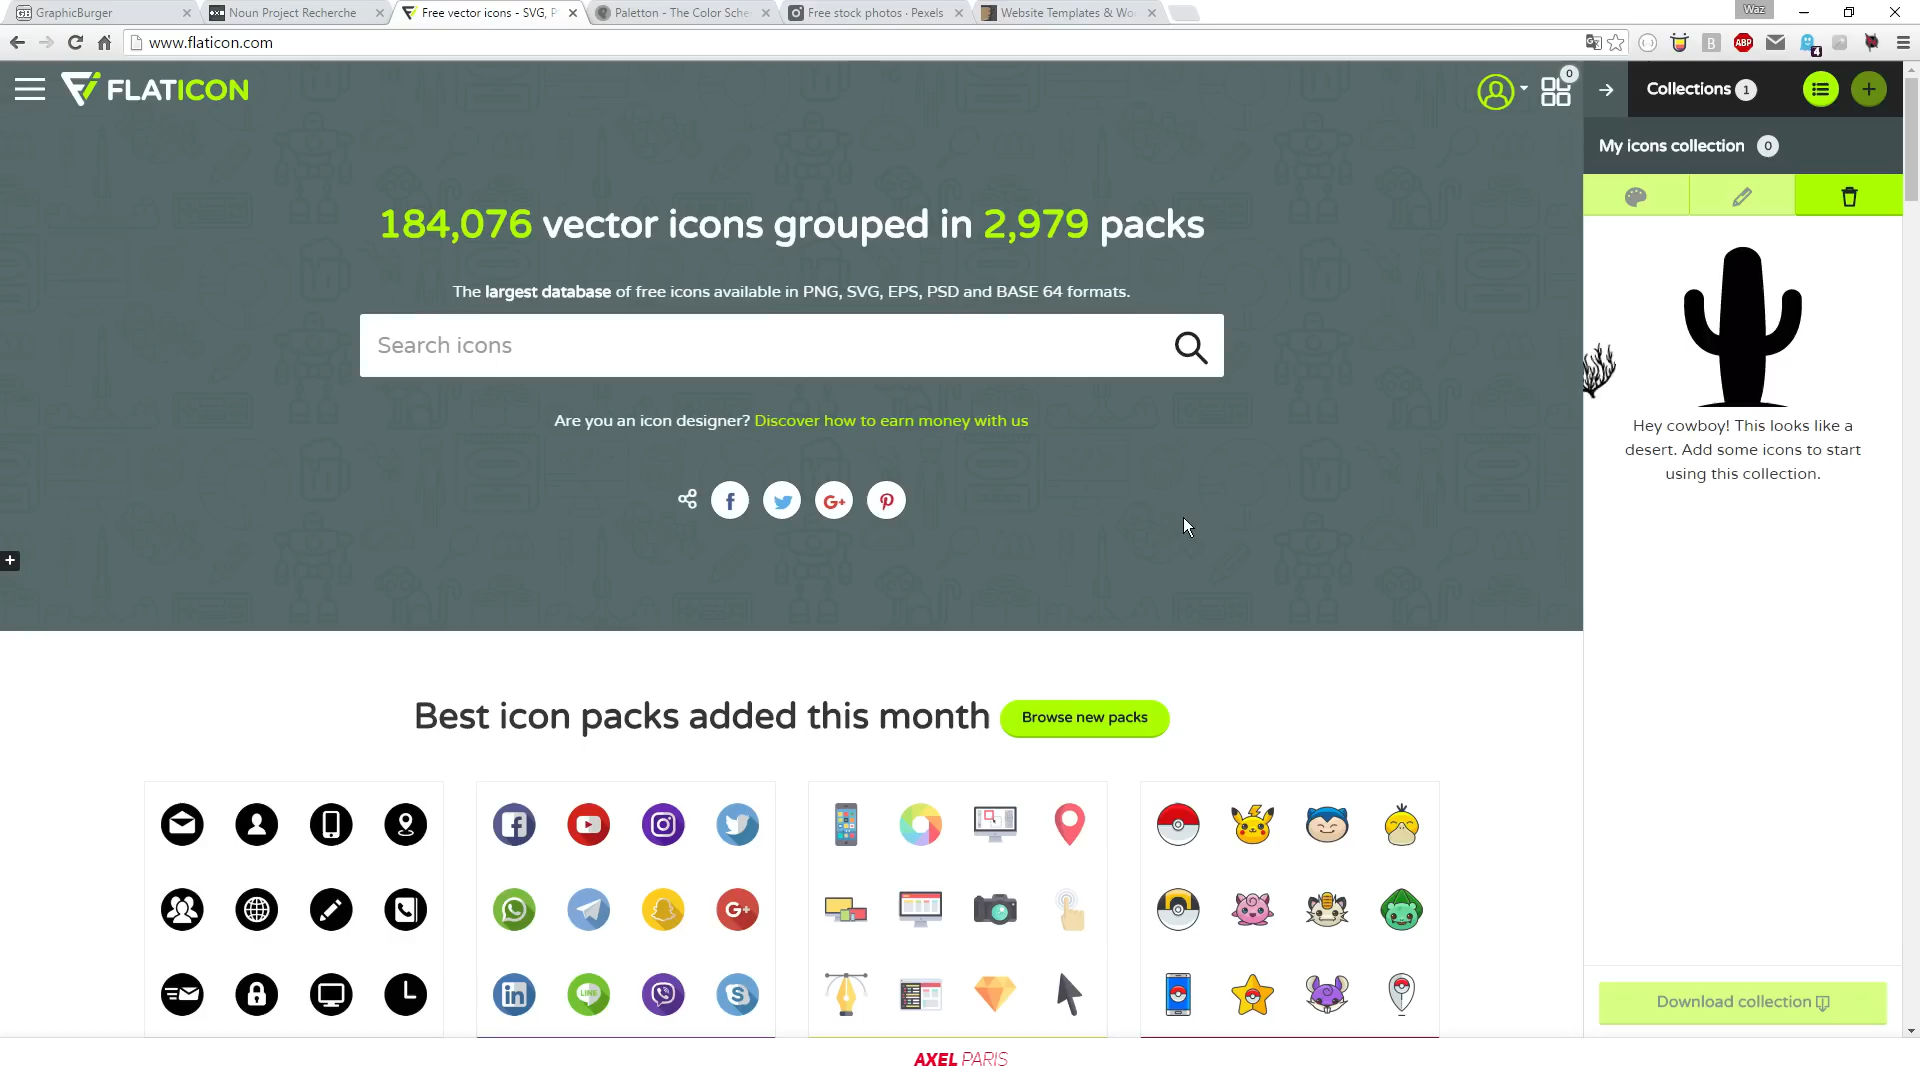 GraphicBurger
Noun Project Recherche
Free vector icons - SVG, P
Paletton - The Color Sche
Free stock photos · Pexels
Website Templates & Wo
Waz
www.flaticon.com
ABP
4
FLATICON
0
Collections 1
My icons collection 0
184,076 vector icons grouped in 2,979 packs
The largest database of free icons available in PNG, SVG, EPS, PSD and BASE 64 formats.
Search icons
Are you an icon designer? Discover how to earn money with us
Hey cowboy! This looks like a
desert. Add some icons to start
using this collection.
Best icon packs added this month
Browse new packs
LINE
Download collection
AXEL PARIS